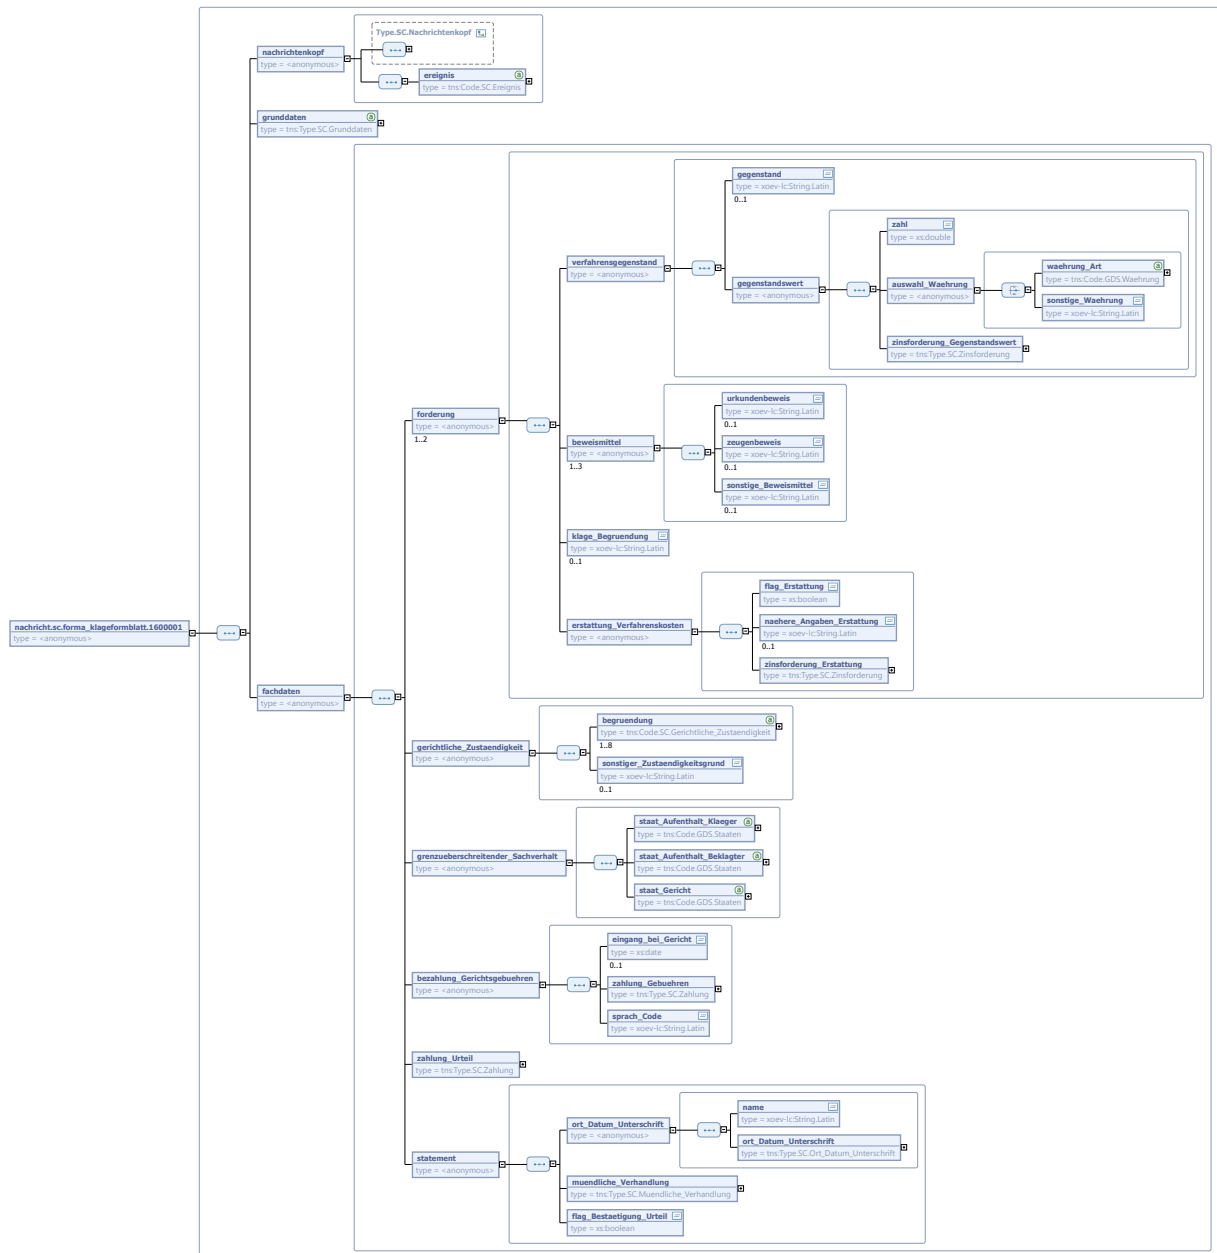 Type.SC.Nachrichtenkopf
nachrichtenkopf
type = <anonymous>
ereignis
type = tns:Code.SC.Ereignis
grunddaten
type = tns:Type.SC.Grunddaten
gegenstand
type = xoev-lc:String.Latin
0..1
zahl
type = xs:double
verfahrensgegenstand
type = <anonymous>
waehrung_Art
type = tns:Code.GDS.Waehrung
gegenstandswert
type = <anonymous>
auswahl_Waehrung
type = <anonymous>
sonstige_Waehrung
type = xoev-lc:String.Latin
zinsforderung_Gegenstandswert
type = tns:Type.SC.Zinsforderung
urkundenbeweis
type = xoev-lc:String.Latin
0..1
forderung
type = <anonymous>
1..2
beweismittel
type = <anonymous>
1..3
zeugenbeweis
type = xoev-lc:String.Latin
0..1
sonstige_Beweismittel
type = xoev-lc:String.Latin
0..1
klage_Begruendung
type = xoev-lc:String.Latin
0..1
flag_Erstattung
type = xs:boolean
nachricht.sc.forma_klageformblatt.1600001
type = <anonymous>
erstattung_Verfahrenskosten
type = <anonymous>
naehere_Angaben_Erstattung
type = xoev-lc:String.Latin
0..1
zinsforderung_Erstattung
type = tns:Type.SC.Zinsforderung
fachdaten
type = <anonymous>
begruendung
type = tns:Code.SC.Gerichtliche_Zustaendigkeit
1..8
gerichtliche_Zustaendigkeit
type = <anonymous>
sonstiger_Zustaendigkeitsgrund
type = xoev-lc:String.Latin
0..1
staat_Aufenthalt_Klaeger
type = tns:Code.GDS.Staaten
grenzueberschreitender_Sachverhalt
type = <anonymous>
staat_Aufenthalt_Beklagter
type = tns:Code.GDS.Staaten
staat_Gericht
type = tns:Code.GDS.Staaten
eingang_bei_Gericht
type = xs:date
0..1
bezahlung_Gerichtsgebuehren
type = <anonymous>
zahlung_Gebuehren
type = tns:Type.SC.Zahlung
sprach_Code
type = xoev-lc:String.Latin
zahlung_Urteil
type = tns:Type.SC.Zahlung
name
type = xoev-lc:String.Latin
ort_Datum_Unterschrift
type = <anonymous>
ort_Datum_Unterschrift
type = tns:Type.SC.Ort_Datum_Unterschrift
statement
type = <anonymous>
muendliche_Verhandlung
type = tns:Type.SC.Muendliche_Verhandlung
flag_Bestaetigung_Urteil
type = xs:boolean